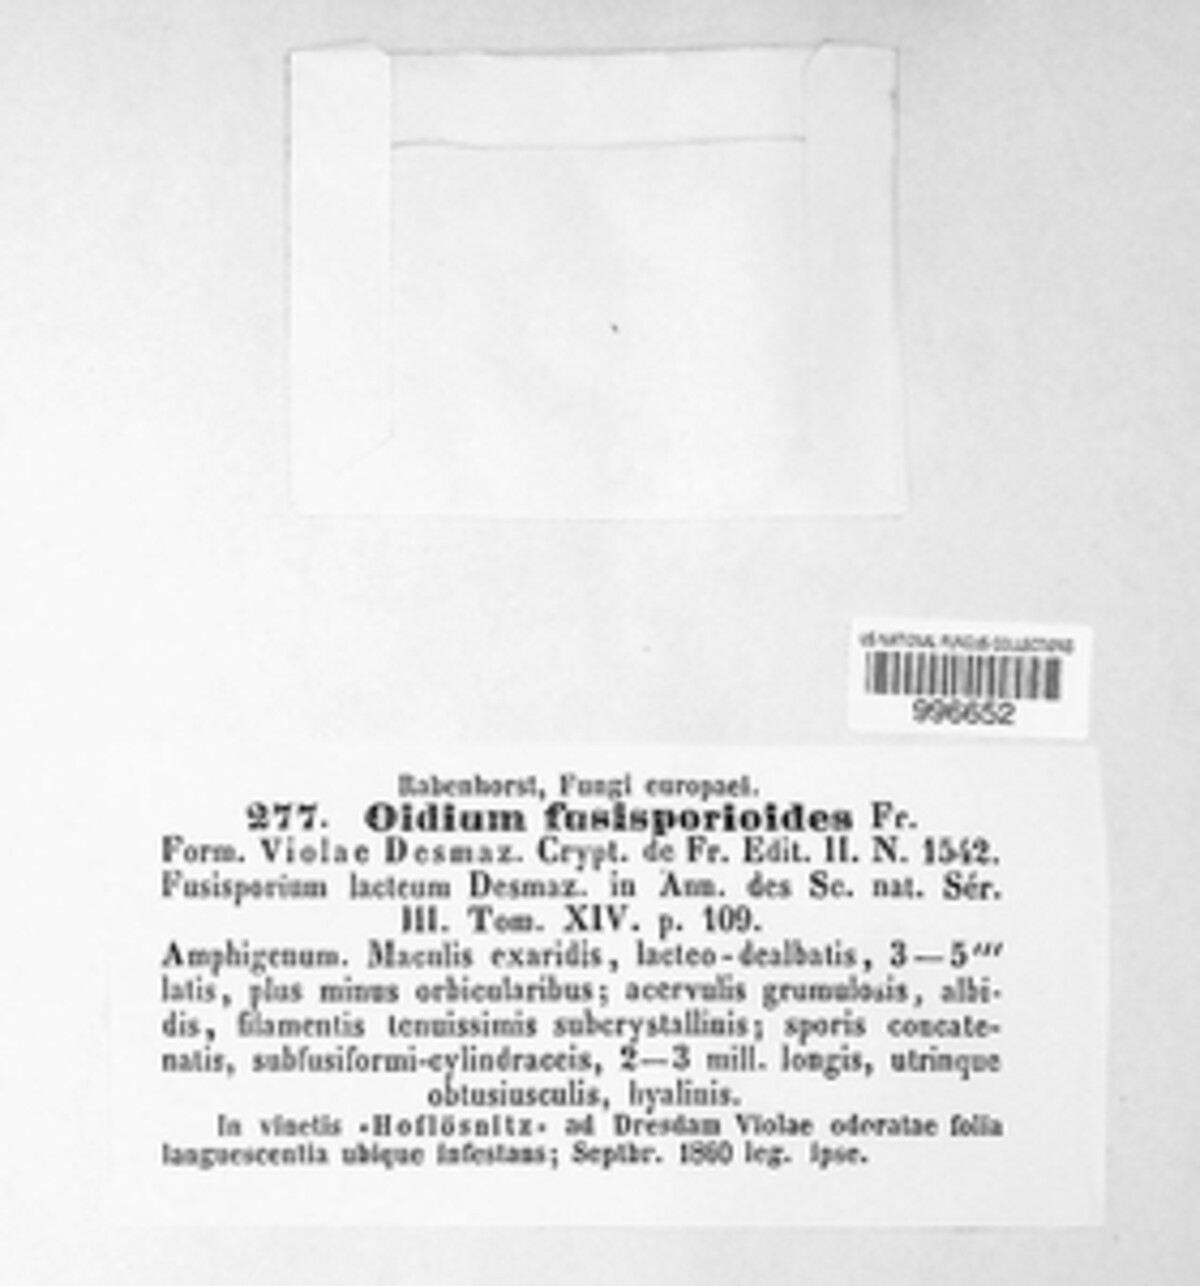 US NATIONAL FUNGUS COLLECTIONS
996652
Rabenhorst, Fungi europaei.
277. Oidium fusisporioides Fr.
Form. Violae Desmaz. Crypt. de Fr. Edit. II. N. 1542.
Fusisporium lacteum Desmaz. in Ann. des Sc. nat. Sér.
III. Tom. XIV. p. 109.
Amphigenum. Maculis exaridis, lacteo-dealbatis, 3—5'''
latis, plus minus orbicularibus; acervulis grumulosis, albi-
dis, filamentis tenuissimis subcrystallinis; sporis concate-
natis, subfusiformi-cylindraceis, 2—3 mill. longis, utrinque
obtusiusculis, hyalinis.
In vinetis «Hoflösnitz» ad Dresdam Violae odoratae folia
languescentia ubique infestans; Septbr. 1860 leg. ipse.